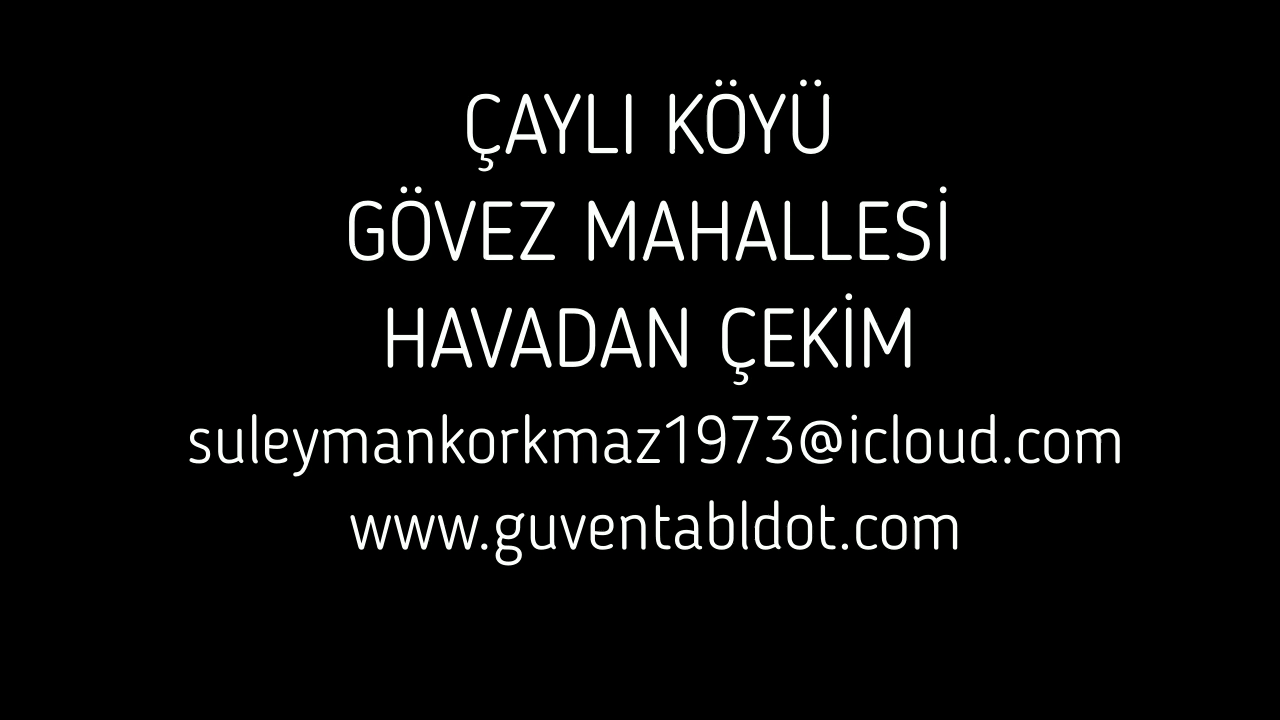 ÇAYLI KÖYÜ
GÖVEZ MAHALLESİ
HAVADAN ÇEKİM
suleymankorkmaz1973@icloud.com
www.guventabldot.com